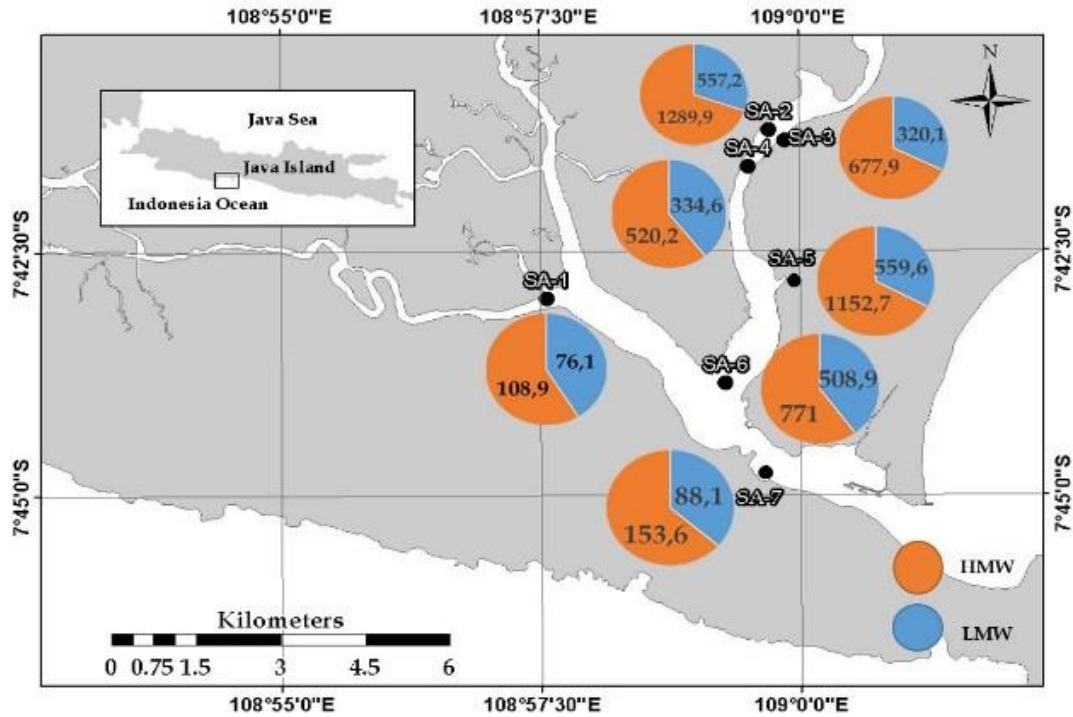 108°55'0"E 108°57'30"E 109°0'0"E
N
Java Sea
Java Island
Indonesia Ocean
557,2
1289,9
SA-2
SA-3
SA-4
320,1
677,9
334,6
520,2
7°42'30"S 7°42'30"S
SA-5
559,6
1152,7
SA-1
76,1
108,9
SA-6
508,9
771
7°45'0"S 7°45'0"S
SA-7
88,1
153,6
HMW
LMW
Kilometers
0 0.75 1.5 3 4.5 6
108°55'0"E 108°57'30"E 109°0'0"E